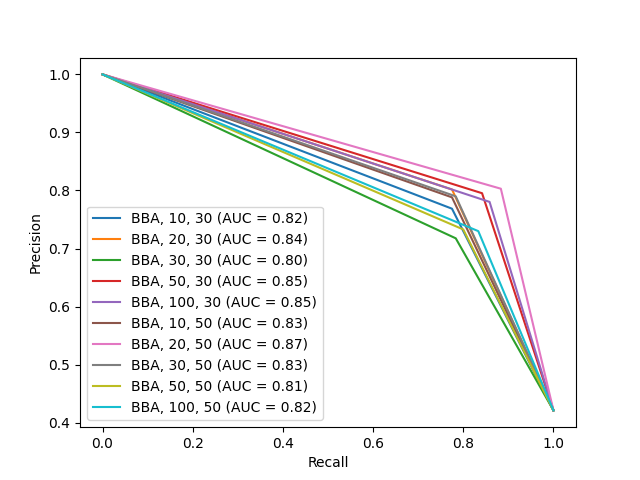 1.0
0.9
0.8
0.7
0.6
0.5
0.4
Precision
BBA, 10, 30 (AUC = 0.82)
BBA, 20, 30 (AUC = 0.84)
BBA, 30, 30 (AUC = 0.80)
BBA, 50, 30 (AUC = 0.85)
BBA, 100, 30 (AUC = 0.85)
BBA, 10, 50 (AUC = 0.83)
BBA, 20, 50 (AUC = 0.87)
BBA, 30, 50 (AUC = 0.83)
BBA, 50, 50 (AUC = 0.81)
BBA, 100, 50 (AUC = 0.82)
0.0 0.2 0.4 0.6 0.8 1.0
Recall